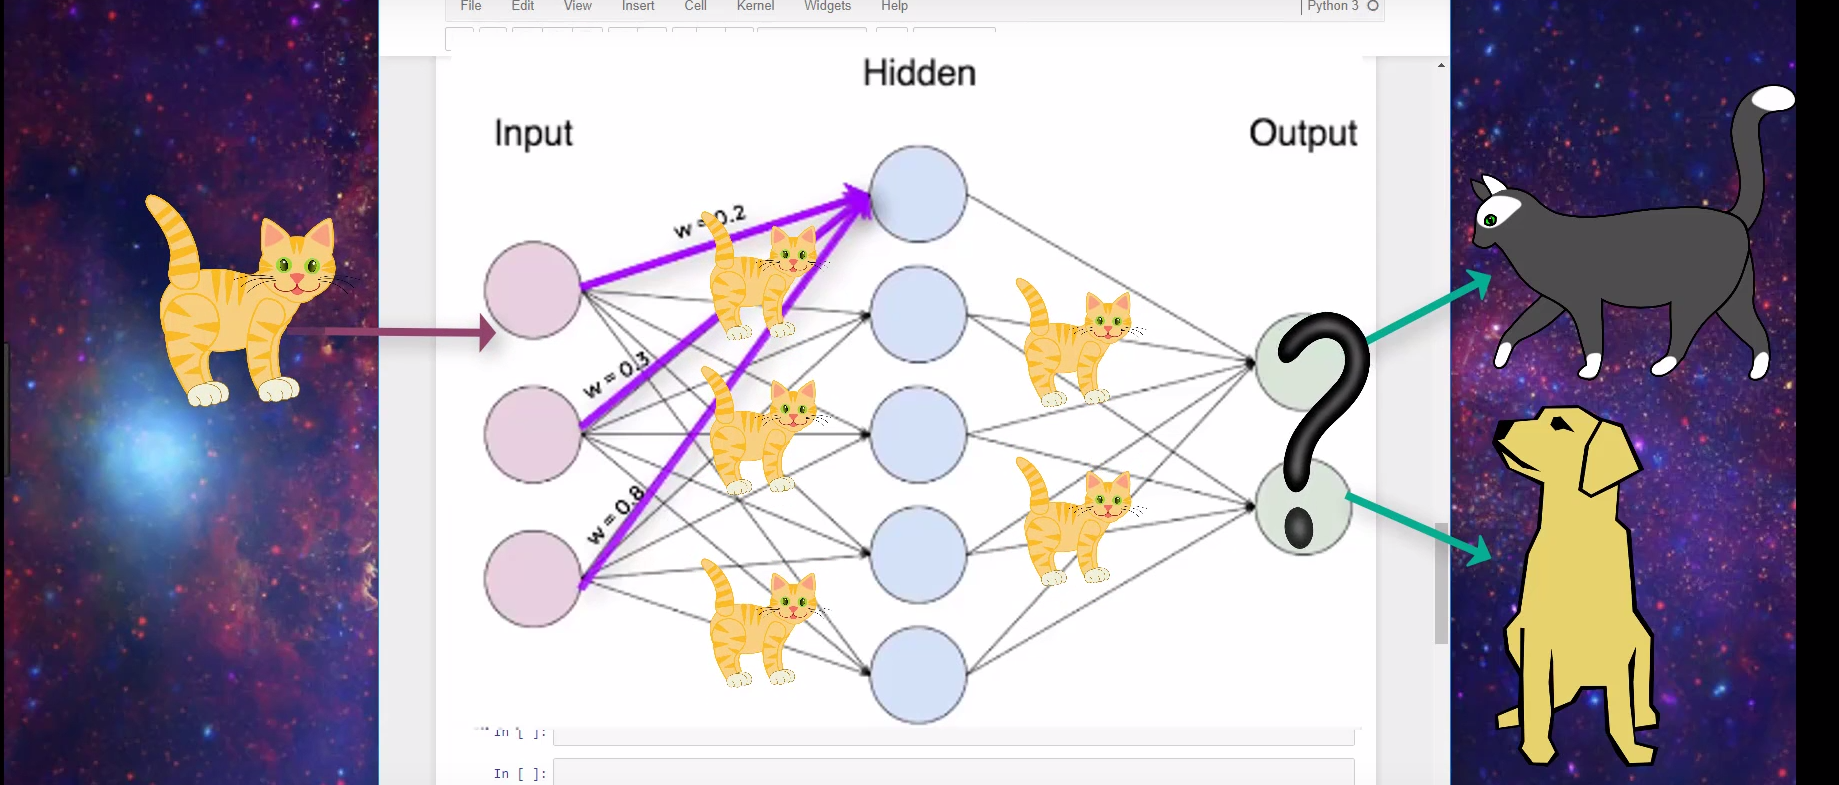 File Edit View Insert Cell Kernel Widgets Help
Python 3
Hidden
Input
Output
w = 0.2
w = 0.3
w = 0.8
In [ ]:
In [ ]: